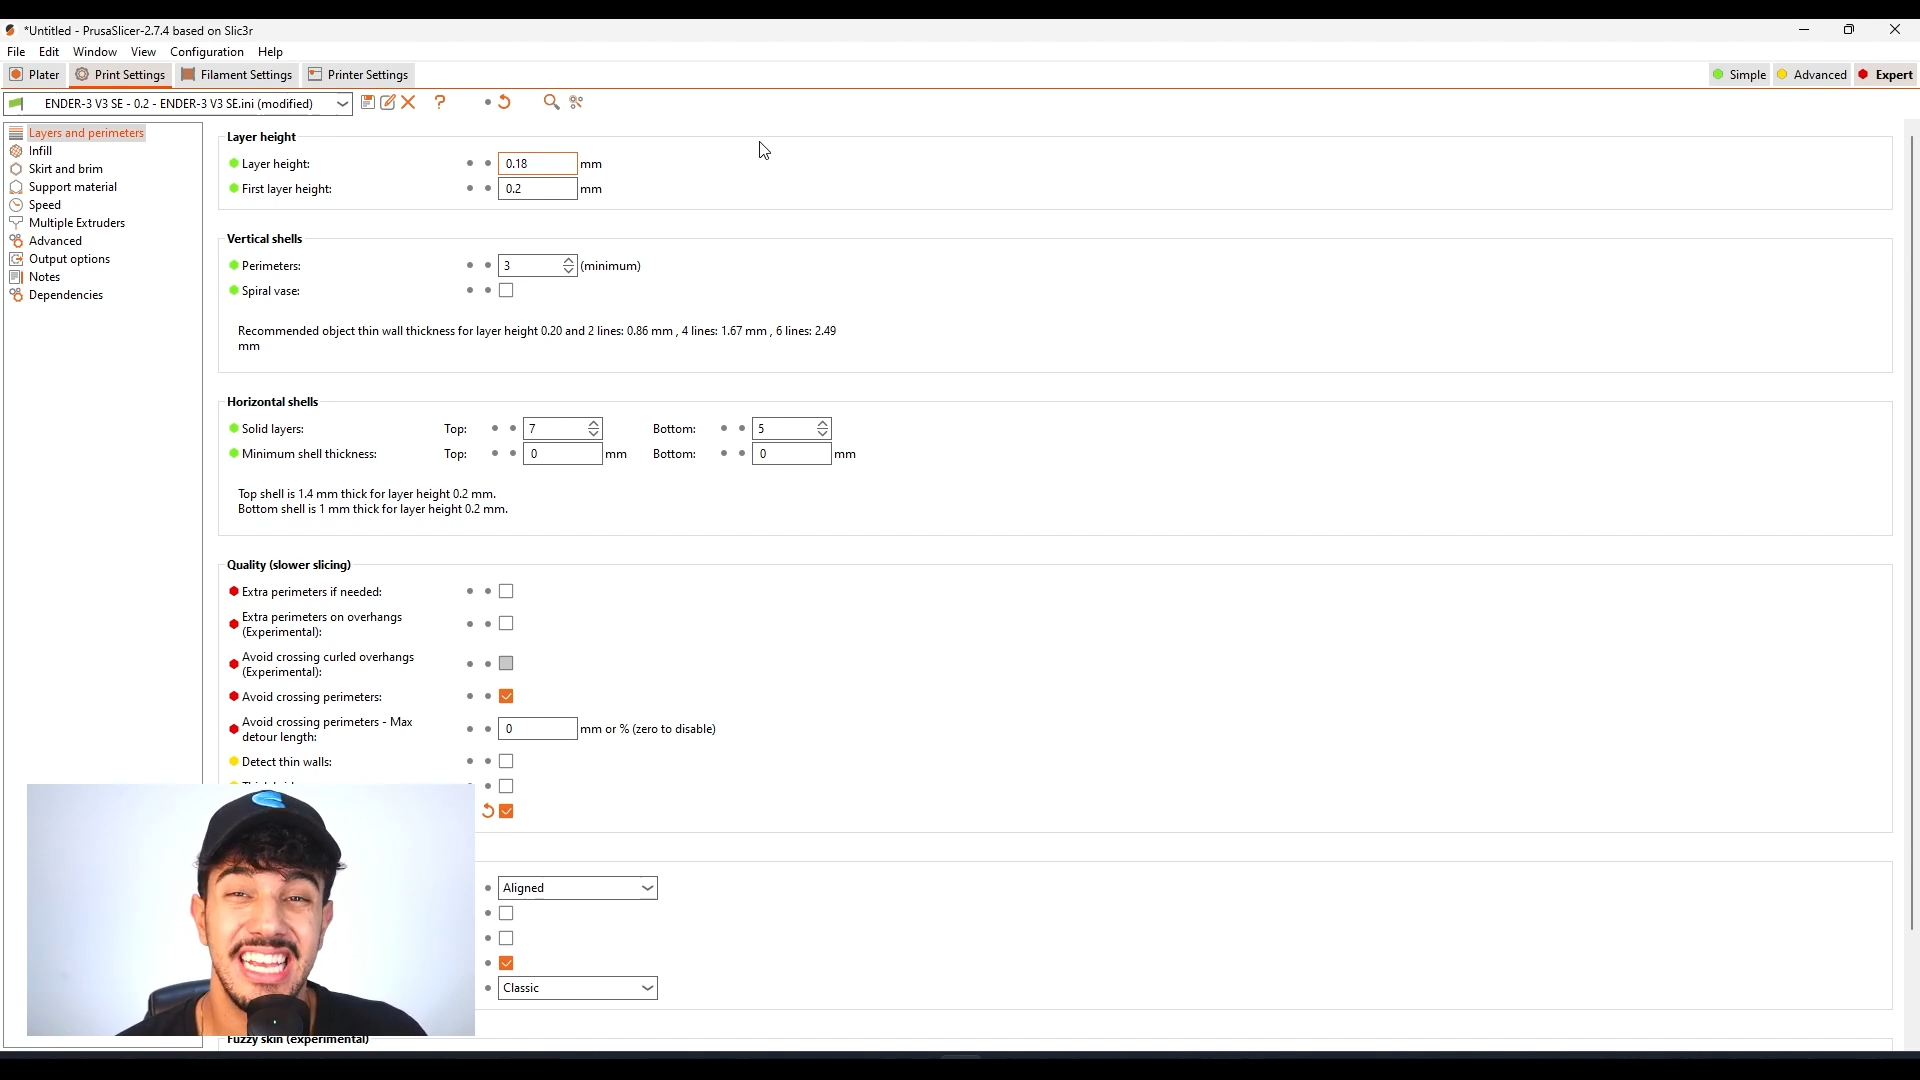 *Untitled - PrusaSlicer-2.7.4 based on Slic3r
File Edit Window View Configuration Help
Plater Print Settings Filament Settings Printer Settings Simple Advanced Expert
ENDER-3 V3 SE - 0.2 - ENDER-3 V3 SE.ini (modified)
Layers and perimeters
Infill
Skirt and brim
Support material
Speed
Multiple Extruders
Advanced
Output options
Notes
Dependencies
Layer height
Layer height: 0.18 mm
First layer height: 0.2 mm
Vertical shells
Perimeters: 3 (minimum)
Spiral vase:
Recommended object thin wall thickness for layer height 0.20 and 2 lines: 0.86 mm , 4 lines: 1.67 mm , 6 lines: 2.49
mm
Horizontal shells
Solid layers: Top: 7 Bottom: 5
Minimum shell thickness: Top: 0 mm Bottom: 0 mm
Top shell is 1.4 mm thick for layer height 0.2 mm.
Bottom shell is 1 mm thick for layer height 0.2 mm.
Quality (slower slicing)
Extra perimeters if needed:
Extra perimeters on overhangs
(Experimental):
Avoid crossing curled overhangs
(Experimental):
Avoid crossing perimeters:
Avoid crossing perimeters - Max
detour length: 0 mm or % (zero to disable)
Detect thin walls:
Aligned
Classic
Fuzzy skin (experimental)